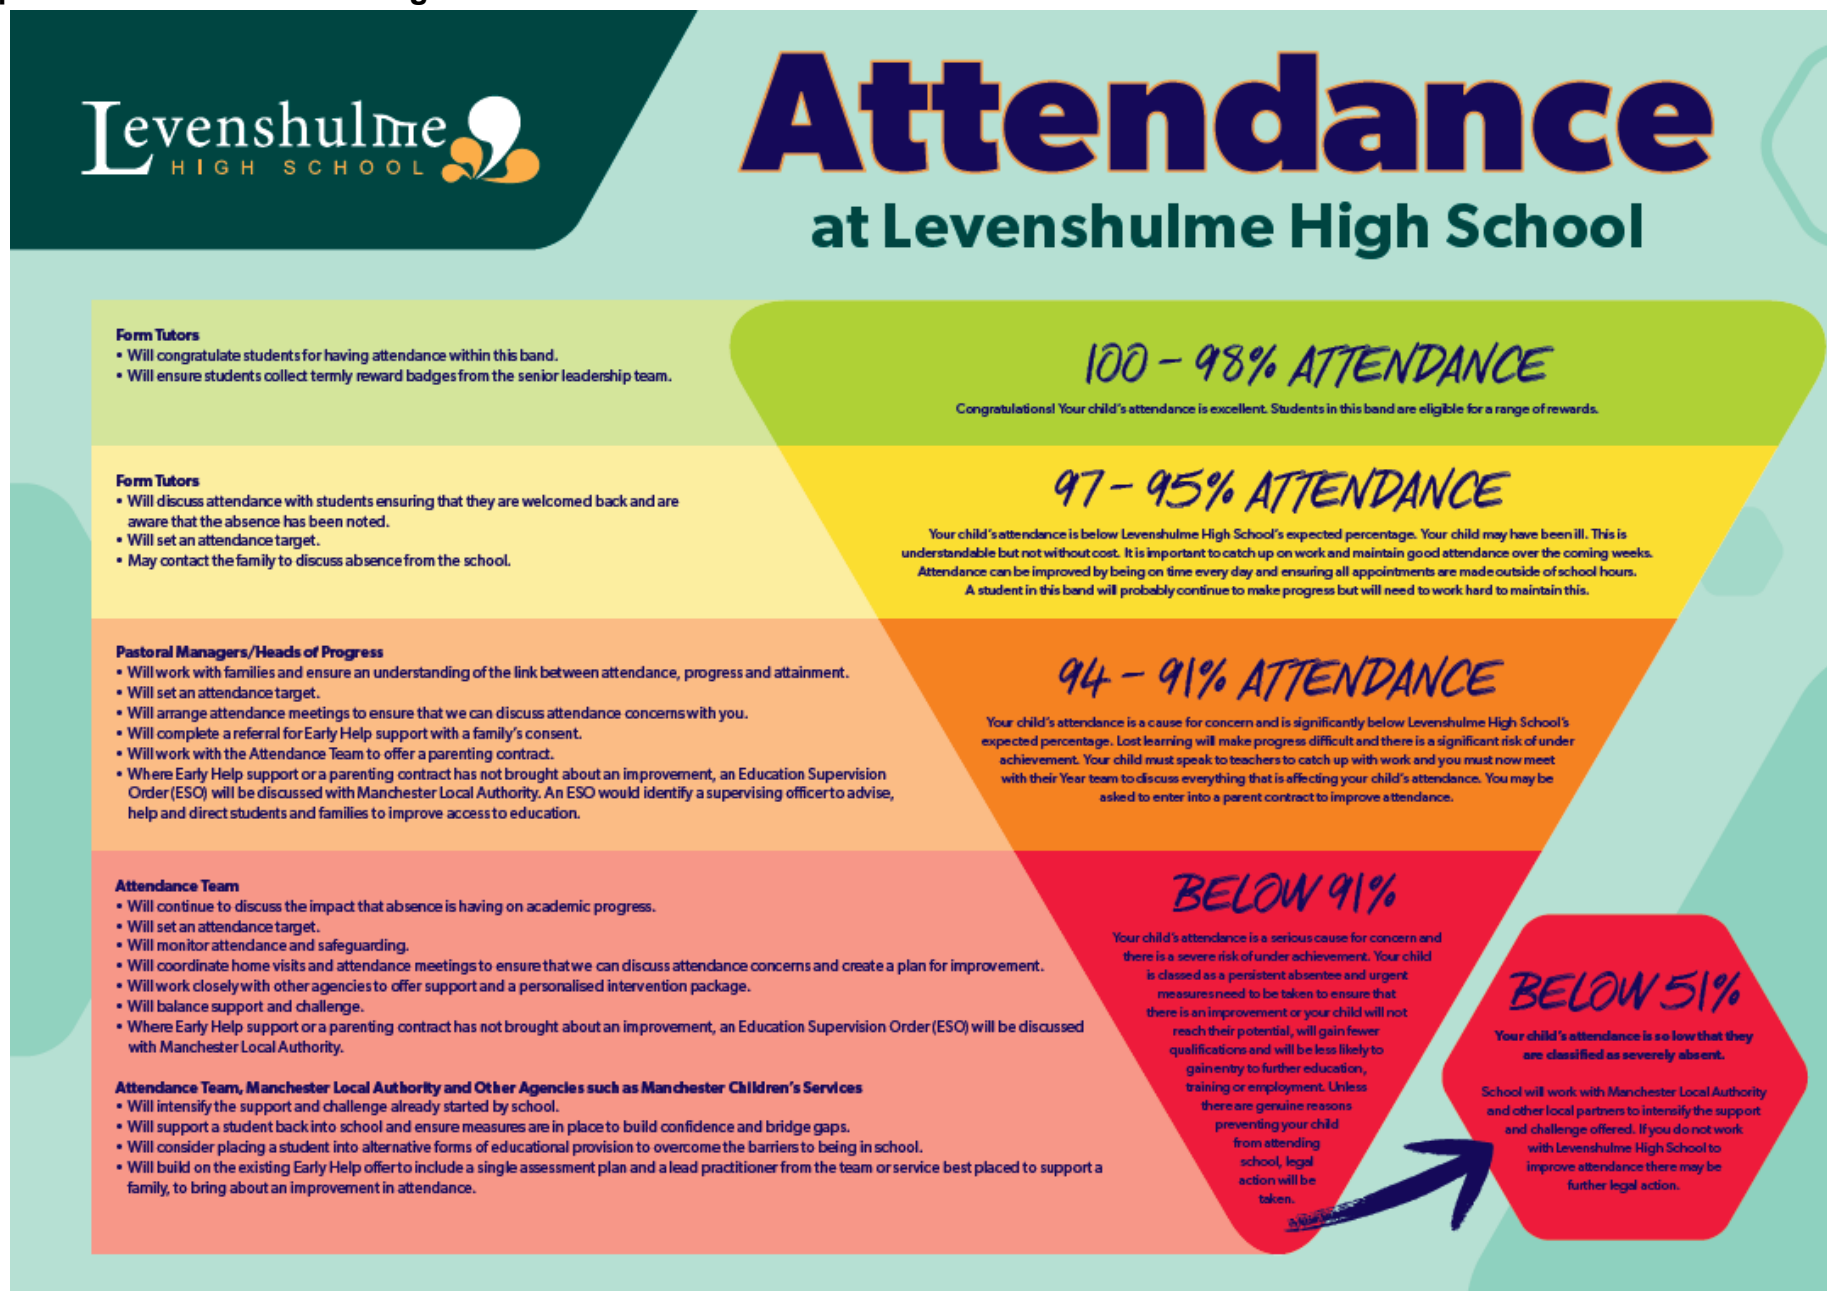 Levenshulme
HIGH SCHOOL
Attendance
at Levenshulme High School
Form Tutors
• Will congratulate students for having attendance within this band.
• Will ensure students collect termly reward badges from the senior leadership team.
100 – 98% ATTENDANCE
Congratulations! Your child's attendance is excellent. Students in this band are eligible for a range of rewards.
Form Tutors
• Will discuss attendance with students ensuring that they are welcomed back and are
aware that the absence has been noted.
• Will set an attendance target.
• May contact the family to discuss absence from the school.
97 – 95% ATTENDANCE
Your child's attendance is below Levenshulme High School's expected percentage. Your child may have been ill. This is
understandable but not without cost. It is important to catch up on work and maintain good attendance over the coming weeks.
Attendance can be improved by being on time every day and ensuring all appointments are made outside of school hours.
A student in this band will probably continue to make progress but will need to work hard to maintain this.
Pastoral Managers/Heads of Progress
• Will work with families and ensure an understanding of the link between attendance, progress and attainment.
• Will set an attendance target.
• Will arrange attendance meetings to ensure that we can discuss attendance concerns with you.
• Will complete a referral for Early Help support with a family's consent.
• Will work with the Attendance Team to offer a parenting contract.
• Where Early Help support or a parenting contract has not brought about an improvement, an Education Supervision
Order (ESO) will be discussed with Manchester Local Authority. An ESO would identify a supervising officer to advise,
help and direct students and families to improve access to education.
94 – 91% ATTENDANCE
Your child's attendance is a cause for concern and is significantly below Levenshulme High School's
expected percentage. Lost learning will make progress difficult and there is a significant risk of under
achievement. Your child must speak to teachers to catch up with work and you must now meet
with their Year team to discuss everything that is affecting your child's attendance. You may be
asked to enter into a parent contract to improve attendance.
Attendance Team
• Will continue to discuss the impact that absence is having on academic progress.
• Will set an attendance target.
• Will monitor attendance and safeguarding.
• Will coordinate home visits and attendance meetings to ensure that we can discuss attendance concerns and create a plan for improvement.
• Will work closely with other agencies to offer support and a personalised intervention package.
• Will balance support and challenge.
• Where Early Help support or a parenting contract has not brought about an improvement, an Education Supervision Order (ESO) will be discussed
with Manchester Local Authority.
Attendance Team, Manchester Local Authority and Other Agencies such as Manchester Children's Services
• Will intensify the support and challenge already started by school.
• Will support a student back into school and ensure measures are in place to build confidence and bridge gaps.
• Will consider placing a student into alternative forms of educational provision to overcome the barriers to being in school.
• Will build on the existing Early Help offer to include a single assessment plan and a lead practitioner from the team or service best placed to support a
family, to bring about an improvement in attendance.
BELOW 91%
Your child's attendance is a serious cause for concern and
there is a severe risk of under achievement. Your child
is classed as a persistent absentee and urgent
measures need to be taken to ensure that
there is an improvement or your child will not
reach their potential, will gain fewer
qualifications and will be less likely to
gain entry to further education,
training or employment. Unless
there are genuine reasons
preventing your child
from attending
school, legal
action will be
taken.
BELOW 51%
Your child's attendance is so low that they
are classified as severely absent.
School will work with Manchester Local Authority
and other local partners to intensify the support
and challenge offered. If you do not work
with Levenshulme High School to
improve attendance there may be
further legal action.